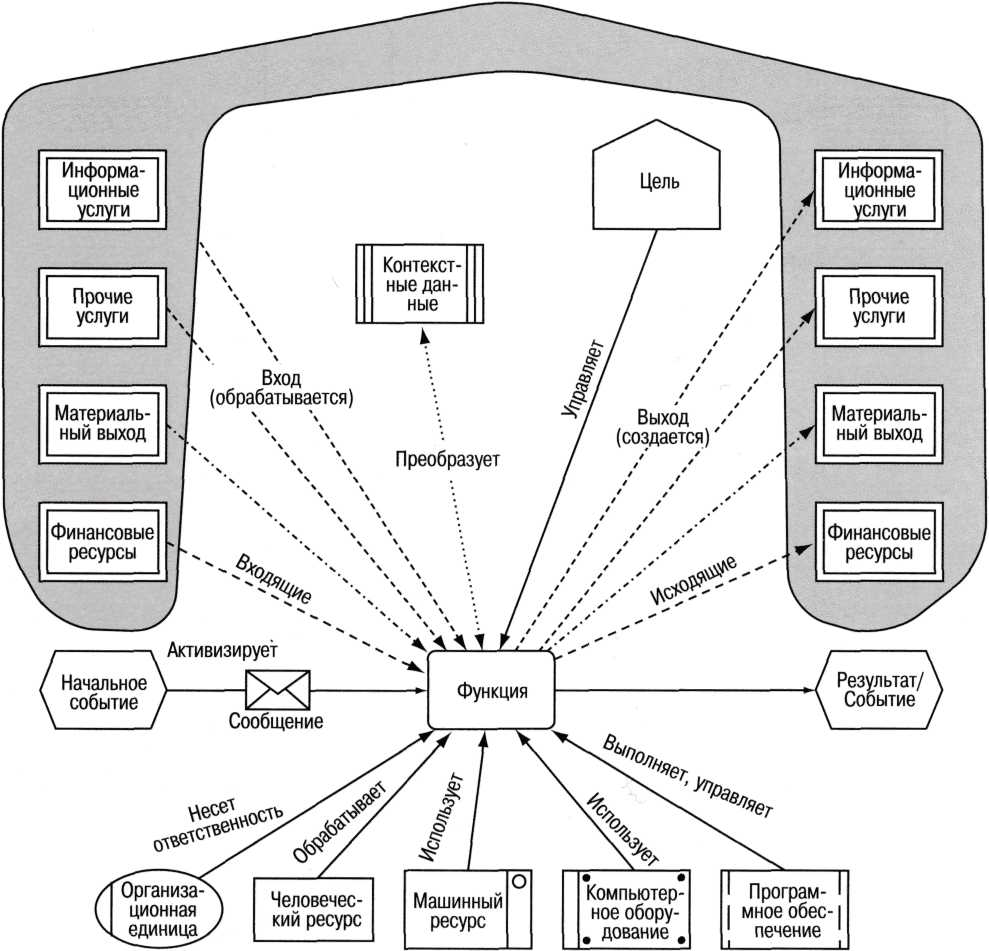 Информа-
ционные
услуги
Прочие
услуги
Материаль-
ный выход
Финансовые
ресурсы
Цель
Контекст-
ные дан-
ные
Информа-
ционные
услуги
Прочие
услуги
Материаль-
ный выход
Финансовые
ресурсы
Вход
(обрабатывается)
Преобразует
Управляет
Выход
(создается)
Входящие
Исходящие
Активизирует
Начальное
событие
Сообщение
Функция
Результат/
Событие
Несет
ответственность
Обрабатывает
Использует
Использует
Выполняет, управляет
Организа-
ционная
единица
Человечес-
кий ресурс
Машинный
ресурс
Компьютер-
ное обору-
дование
Програм-
мное обес-
печение